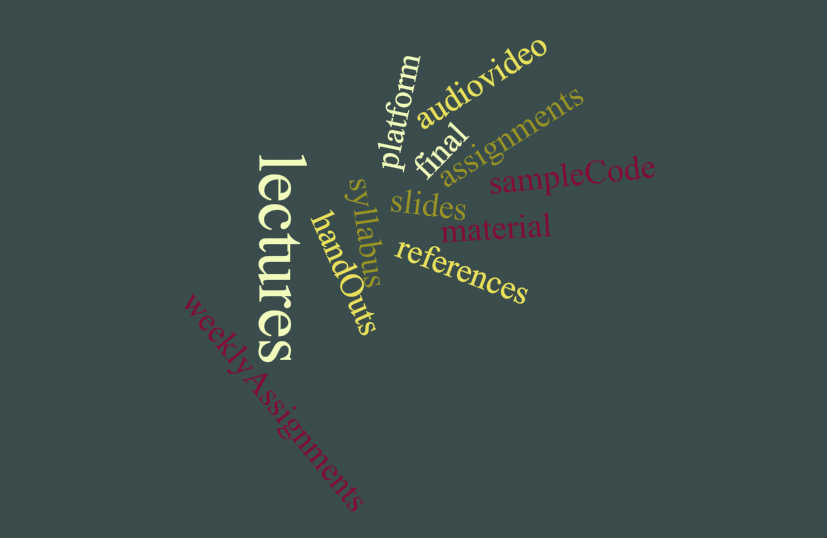 platform
audiovideo
final
assignments
sampleCode
slides
material
syllabus
lectures
handOuts
references
weeklyAssignments